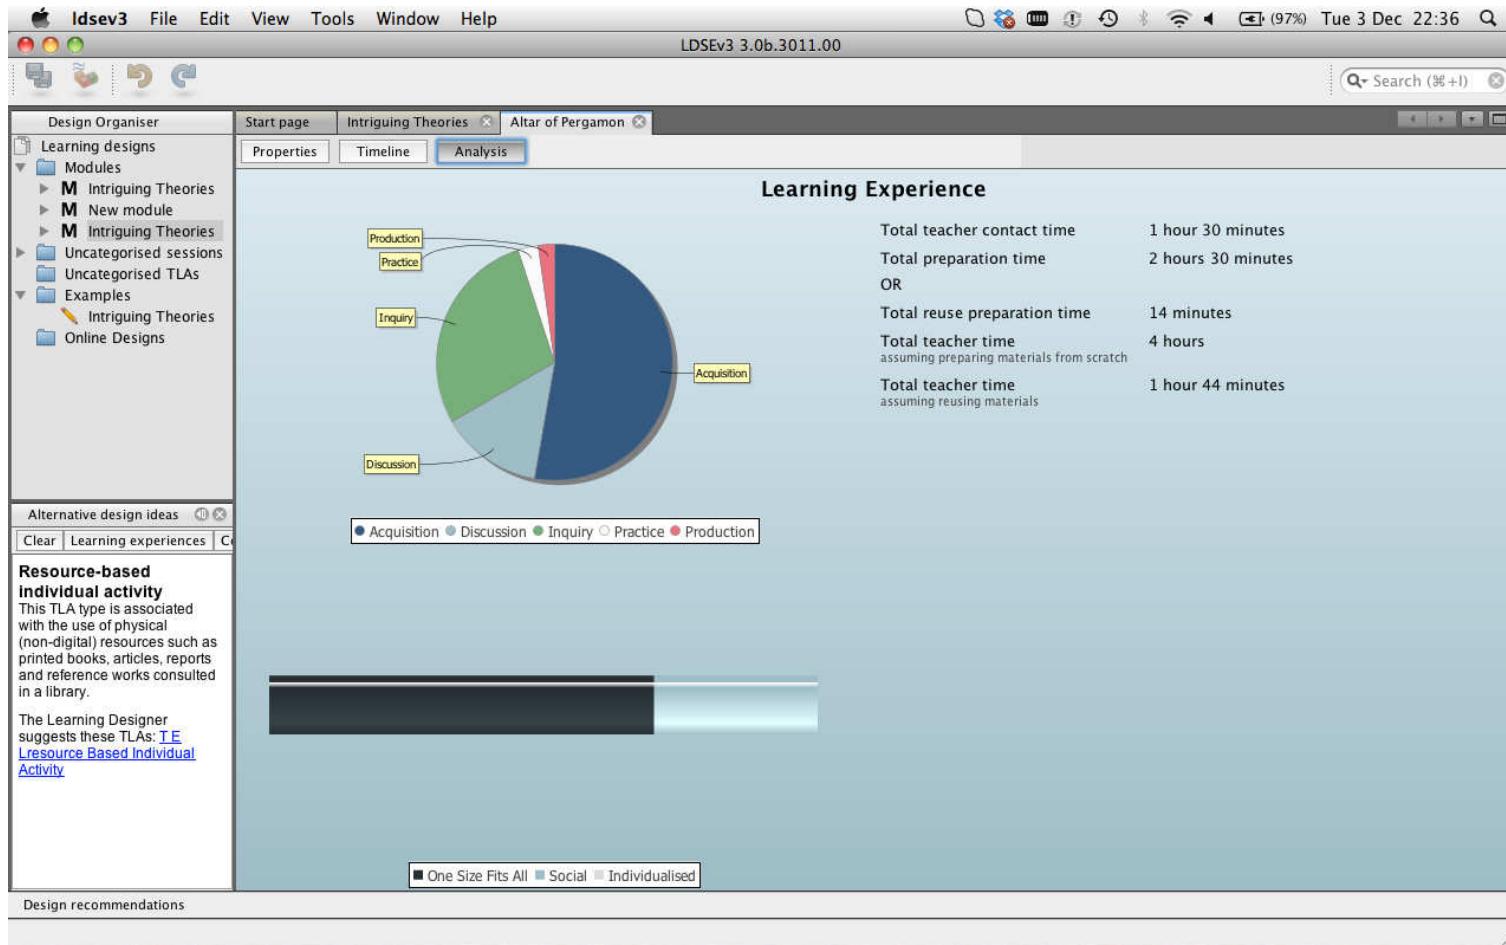 ldsev3 File Edit View Tools Window Help (97%) Tue 3 Dec 22:36
LDSEv3 3.0b.3011.00
Search (⌘+I)
Design Organiser
Learning designs
Modules
M Intriguing Theories
M New module
M Intriguing Theories
Uncategorised sessions
Uncategorised TLAs
Examples
Intriguing Theories
Online Designs
Start page Intriguing Theories Altar of Pergamon
Properties Timeline Analysis
Learning Experience
Production
Practice
Inquiry
Acquisition
Discussion
Acquisition Discussion Inquiry Practice Production
Total teacher contact time 1 hour 30 minutes
Total preparation time 2 hours 30 minutes
OR
Total reuse preparation time 14 minutes
Total teacher time 4 hours
assuming preparing materials from scratch
Total teacher time 1 hour 44 minutes
assuming reusing materials
Alternative design ideas
Clear Learning experiences
Resource-based
individual activity
This TLA type is associated
with the use of physical
(non-digital) resources such as
printed books, articles, reports
and reference works consulted
in a library.
The Learning Designer
suggests these TLAs: T E
Lresource Based Individual
Activity
One Size Fits All Social Individualised
Design recommendations